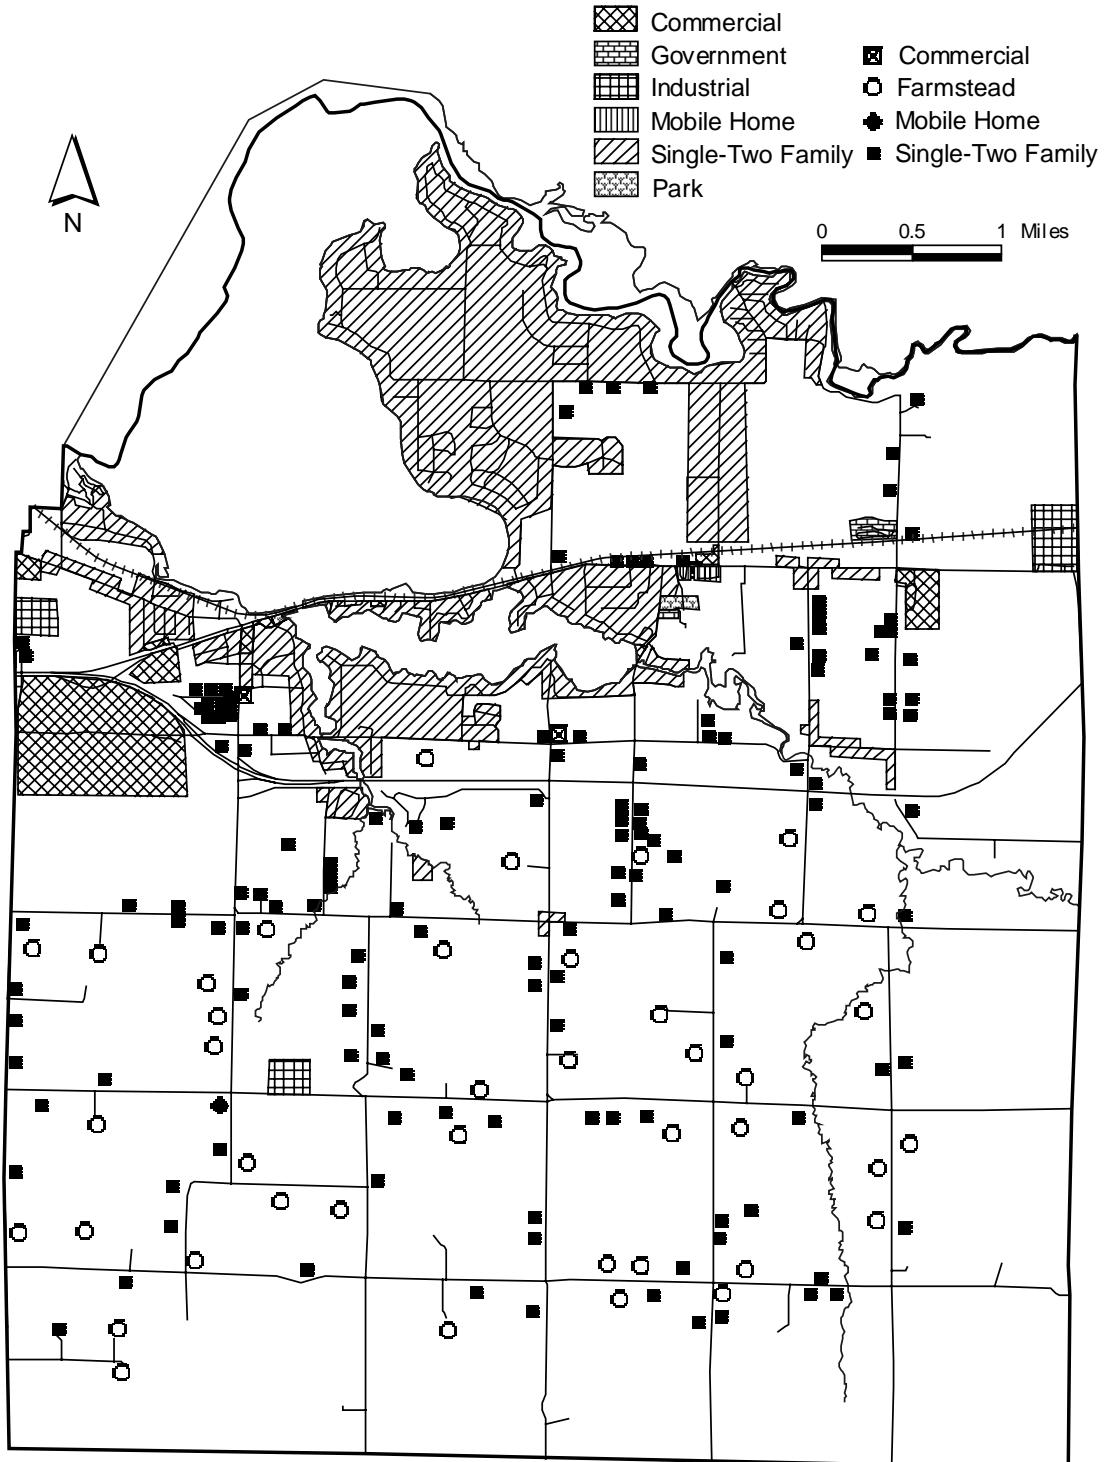 Commercial
Government
Industrial
Mobile Home
Single-Two Family
Park
Commercial
Farmstead
Mobile Home
Single-Two Family
N
0 0.5 1 Miles